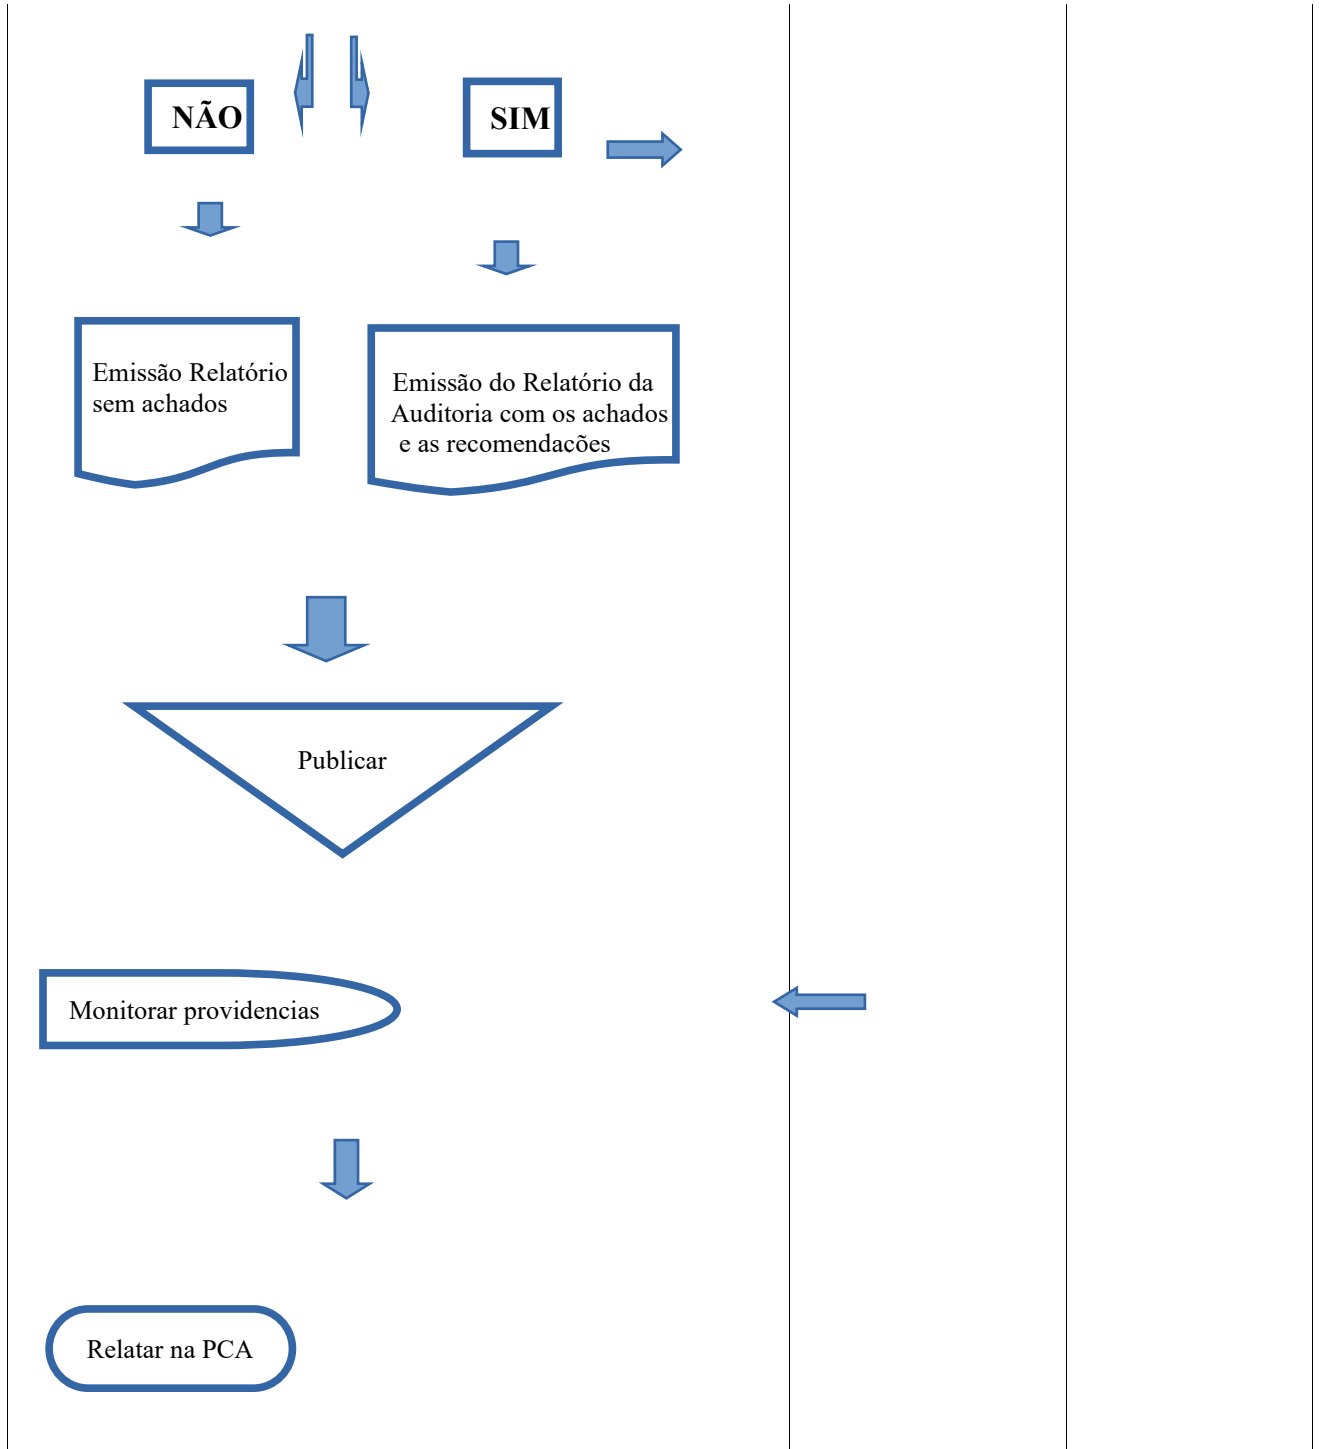 NÃO
SIM
Emissão Relatório
sem achados
Emissão do Relatório da
Auditoria com os achados
e as recomendações
Publicar
Monitorar providencias
Relatar na PCA